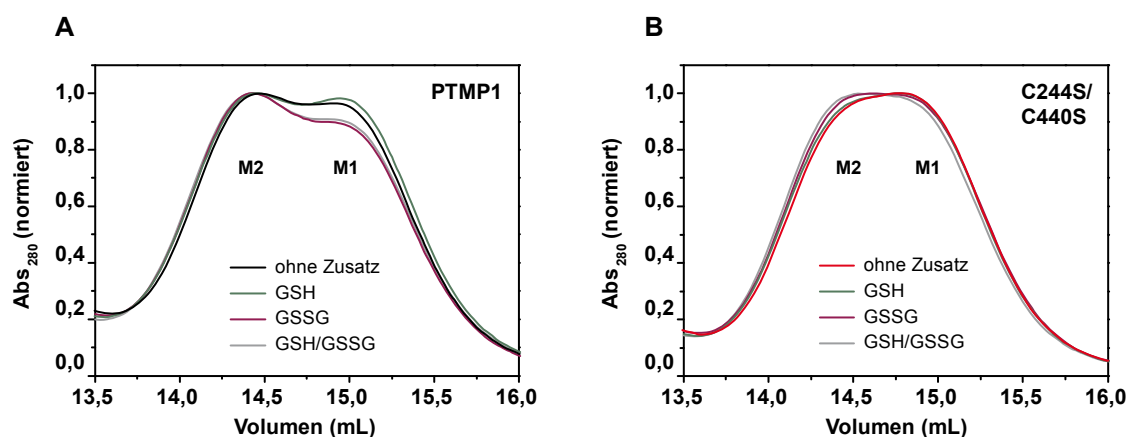 A
B
PTMP1
C244S/
C440S
M2
M1
M2
M1
ohne Zusatz
GSH
GSSG
GSH/GSSG
ohne Zusatz
GSH
GSSG
GSH/GSSG
Abs280 (normiert)
1,0
0,8
0,6
0,4
0,2
0,0
13,5 14,0 14,5 15,0 15,5 16,0
Volumen (mL)
Abs280 (normiert)
1,0
0,8
0,6
0,4
0,2
0,0
13,5 14,0 14,5 15,0 15,5 16,0
Volumen (mL)